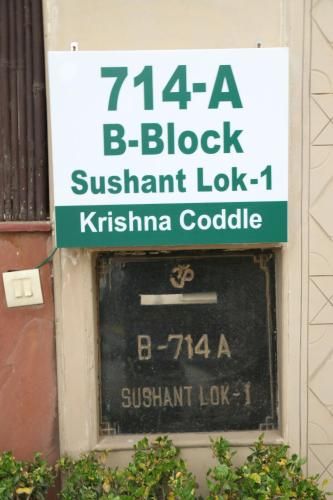 714-A
B-Block
Sushant Lok-1
Krishna Coddle
ॐ
B-714 A
SUSHANT LOK-1